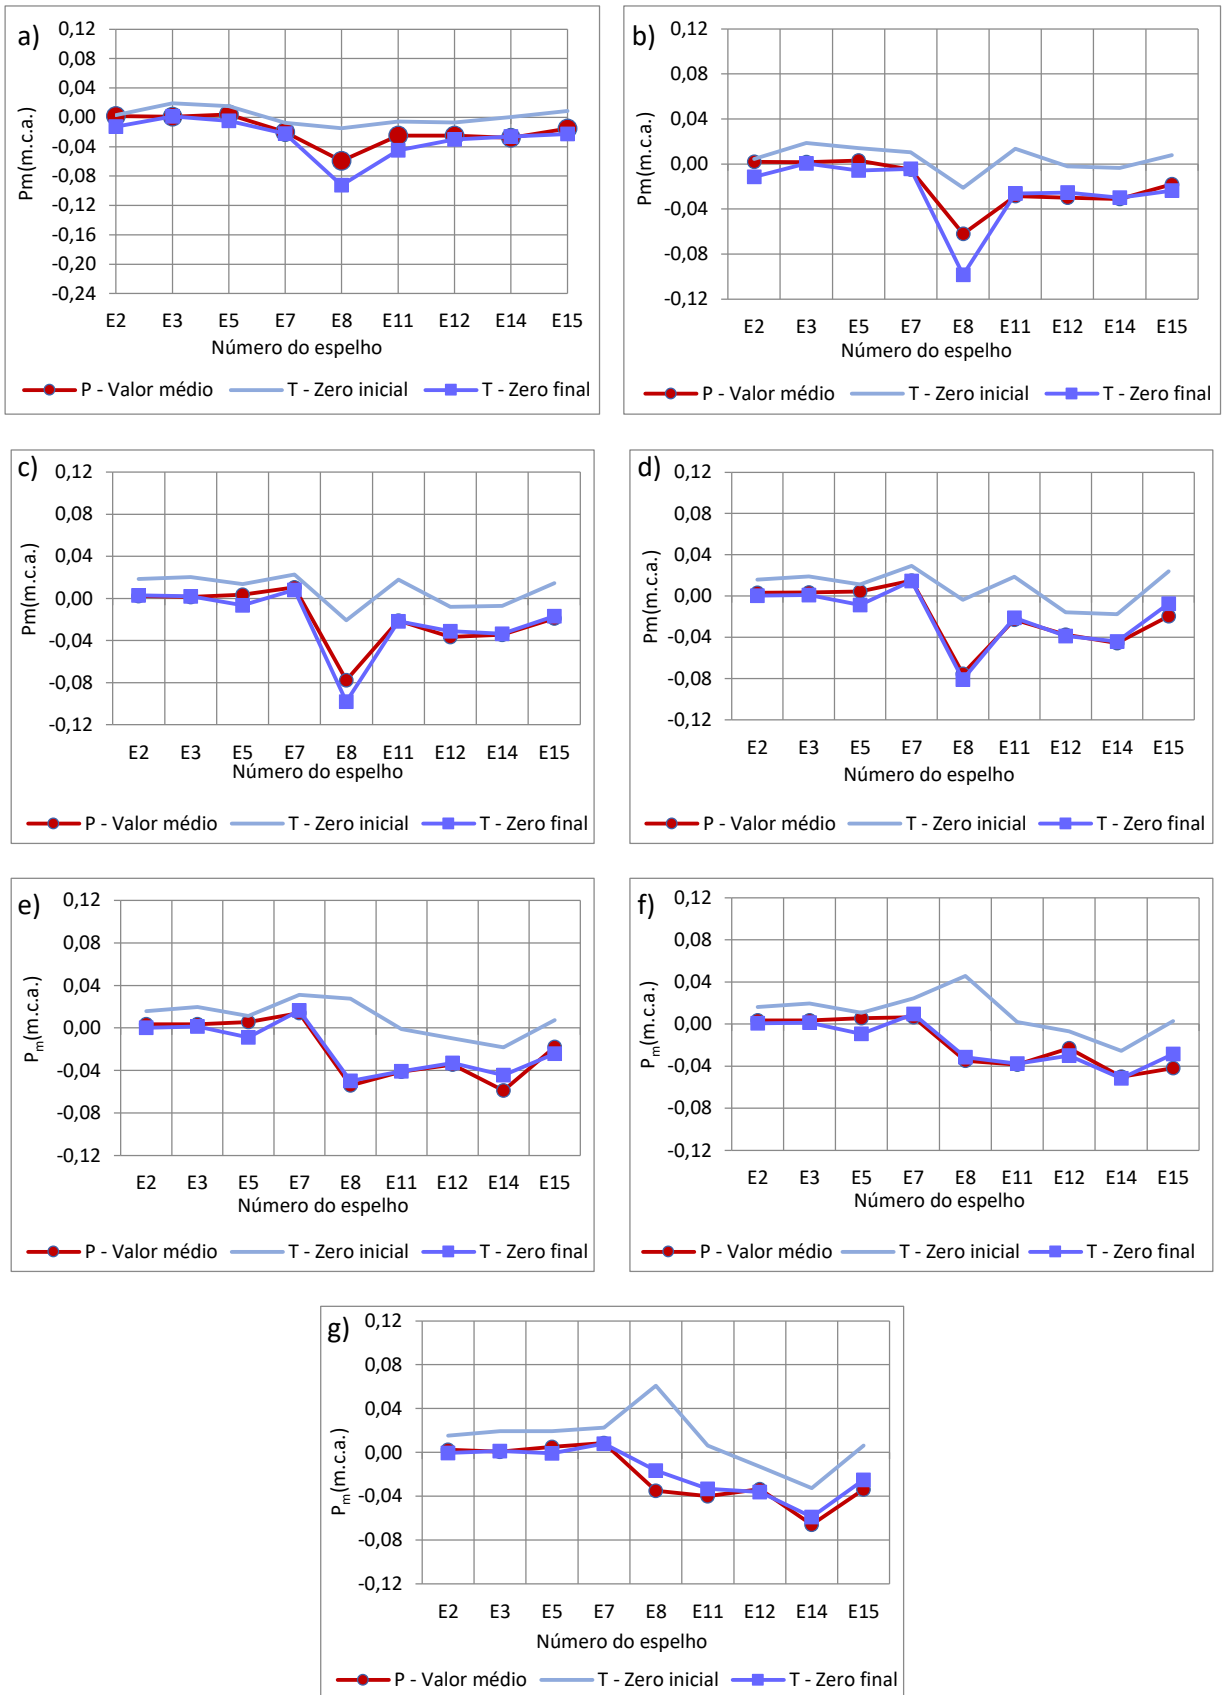 a)
0,12
0,08
0,04
0,00
-0,04
-0,08
-0,12
-0,16
-0,20
-0,24
Pm(m.c.a.)
E2 E3 E5 E7 E8 E11 E12 E14 E15
Número do espelho
P - Valor médio T - Zero inicial T - Zero final
b)
0,12
0,08
0,04
0,00
-0,04
-0,08
-0,12
Pm(m.c.a.)
E2 E3 E5 E7 E8 E11 E12 E14 E15
Número do espelho
P - Valor médio T - Zero inicial T - Zero final
c)
0,12
0,08
0,04
0,00
-0,04
-0,08
-0,12
Pm(m.c.a.)
E2 E3 E5 E7 E8 E11 E12 E14 E15
Número do espelho
P - Valor médio T - Zero inicial T - Zero final
d)
0,12
0,08
0,04
0,00
-0,04
-0,08
-0,12
Pm(m.c.a.)
E2 E3 E5 E7 E8 E11 E12 E14 E15
Número do espelho
P - Valor médio T - Zero inicial T - Zero final
e)
0,12
0,08
0,04
0,00
-0,04
-0,08
-0,12
Pm(m.c.a.)
E2 E3 E5 E7 E8 E11 E12 E14 E15
Número do espelho
P - Valor médio T - Zero inicial T - Zero final
f)
0,12
0,08
0,04
0,00
-0,04
-0,08
-0,12
Pm(m.c.a.)
E2 E3 E5 E7 E8 E11 E12 E14 E15
Número do espelho
P - Valor médio T - Zero inicial T - Zero final
g)
0,12
0,08
0,04
0,00
-0,04
-0,08
-0,12
Pm(m.c.a.)
E2 E3 E5 E7 E8 E11 E12 E14 E15
Número do espelho
P - Valor médio T - Zero inicial T - Zero final